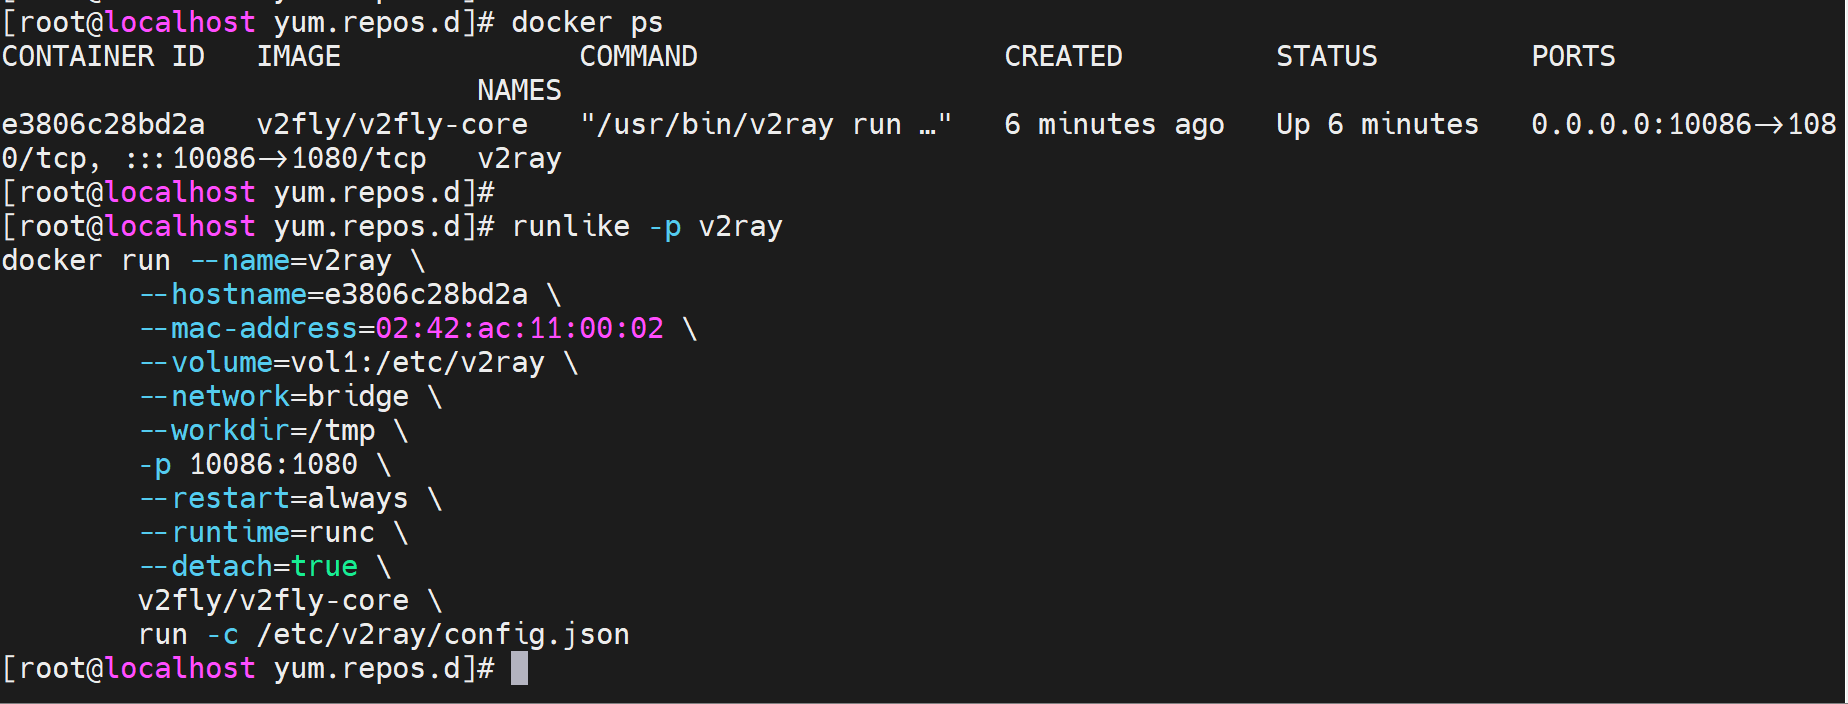 [root@localhost yum.repos.d]# docker ps
CONTAINER ID   IMAGE              COMMAND                  CREATED         STATUS         PORTS
                            NAMES
e3806c28bd2a   v2fly/v2fly-core   "/usr/bin/v2ray run …"   6 minutes ago   Up 6 minutes   0.0.0.0:10086->108
0/tcp, :::10086->1080/tcp   v2ray
[root@localhost yum.repos.d]#
[root@localhost yum.repos.d]# runlike -p v2ray
docker run --name=v2ray \
        --hostname=e3806c28bd2a \
        --mac-address=02:42:ac:11:00:02 \
        --volume=vol1:/etc/v2ray \
        --network=bridge \
        --workdir=/tmp \
        -p 10086:1080 \
        --restart=always \
        --runtime=runc \
        --detach=true \
        v2fly/v2fly-core \
        run -c /etc/v2ray/config.json
[root@localhost yum.repos.d]#